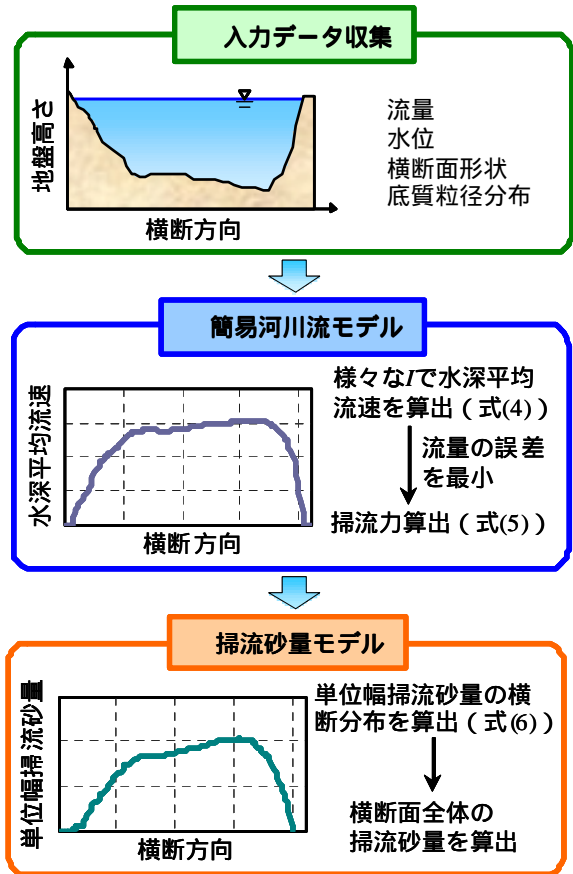 入力データ収集
地盤高さ
横断方向
流量
水位
横断面形状
底質粒径分布
簡易河川流モデル
水深平均流速
横断方向
様々なIで水深平均
流速を算出（式(4)）
流量の誤差
を最小
掃流力算出（式(5)）
掃流砂量モデル
単位幅掃流砂量
横断方向
単位幅掃流砂量の横
断分布を算出（式(6)）
横断面全体の
掃流砂量を算出